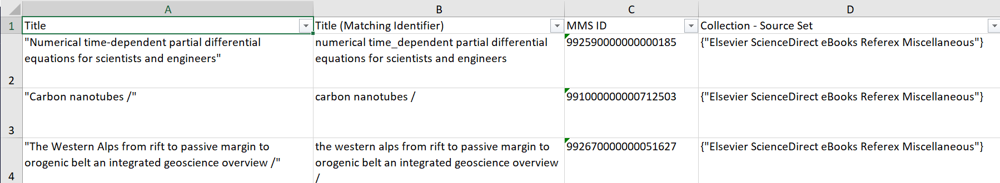 A B C D
1 Title Title (Matching Identifier) MMS ID Collection - Source Set
"Numerical time-dependent partial differential numerical time_dependent partial differential 992590000000000185 {"Elsevier ScienceDirect eBooks Referex Miscellaneous"}
equations for scientists and engineers" equations for scientists and engineers
2
"Carbon nanotubes /" carbon nanotubes / 991000000000712503 {"Elsevier ScienceDirect eBooks Referex Miscellaneous"}
3
"The Western Alps from rift to passive margin to the western alps from rift to passive margin to 992670000000051627 {"Elsevier ScienceDirect eBooks Referex Miscellaneous"}
orogenic belt an integrated geoscience overview /" orogenic belt an integrated geoscience overview
4 /